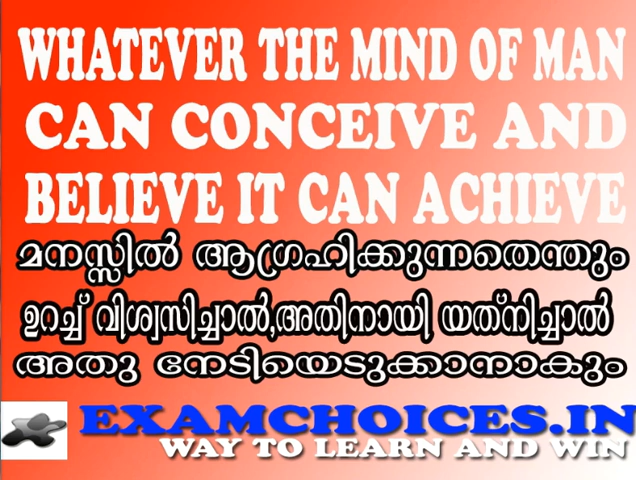 WHATEVER THE MIND OF MAN
CAN CONCEIVE AND
BELIEVE IT CAN ACHIEVE
മനസ്സിൽ ആഗ്രഹിക്കുന്നതെന്തും
ഉറച്ച് വിശ്വസിച്ചാൽ,അതിനായി യത്നിച്ചാൽ
അതു നേടിയെടുക്കാനാകും
EXAMCHOICES.IN
WAY TO LEARN AND WIN